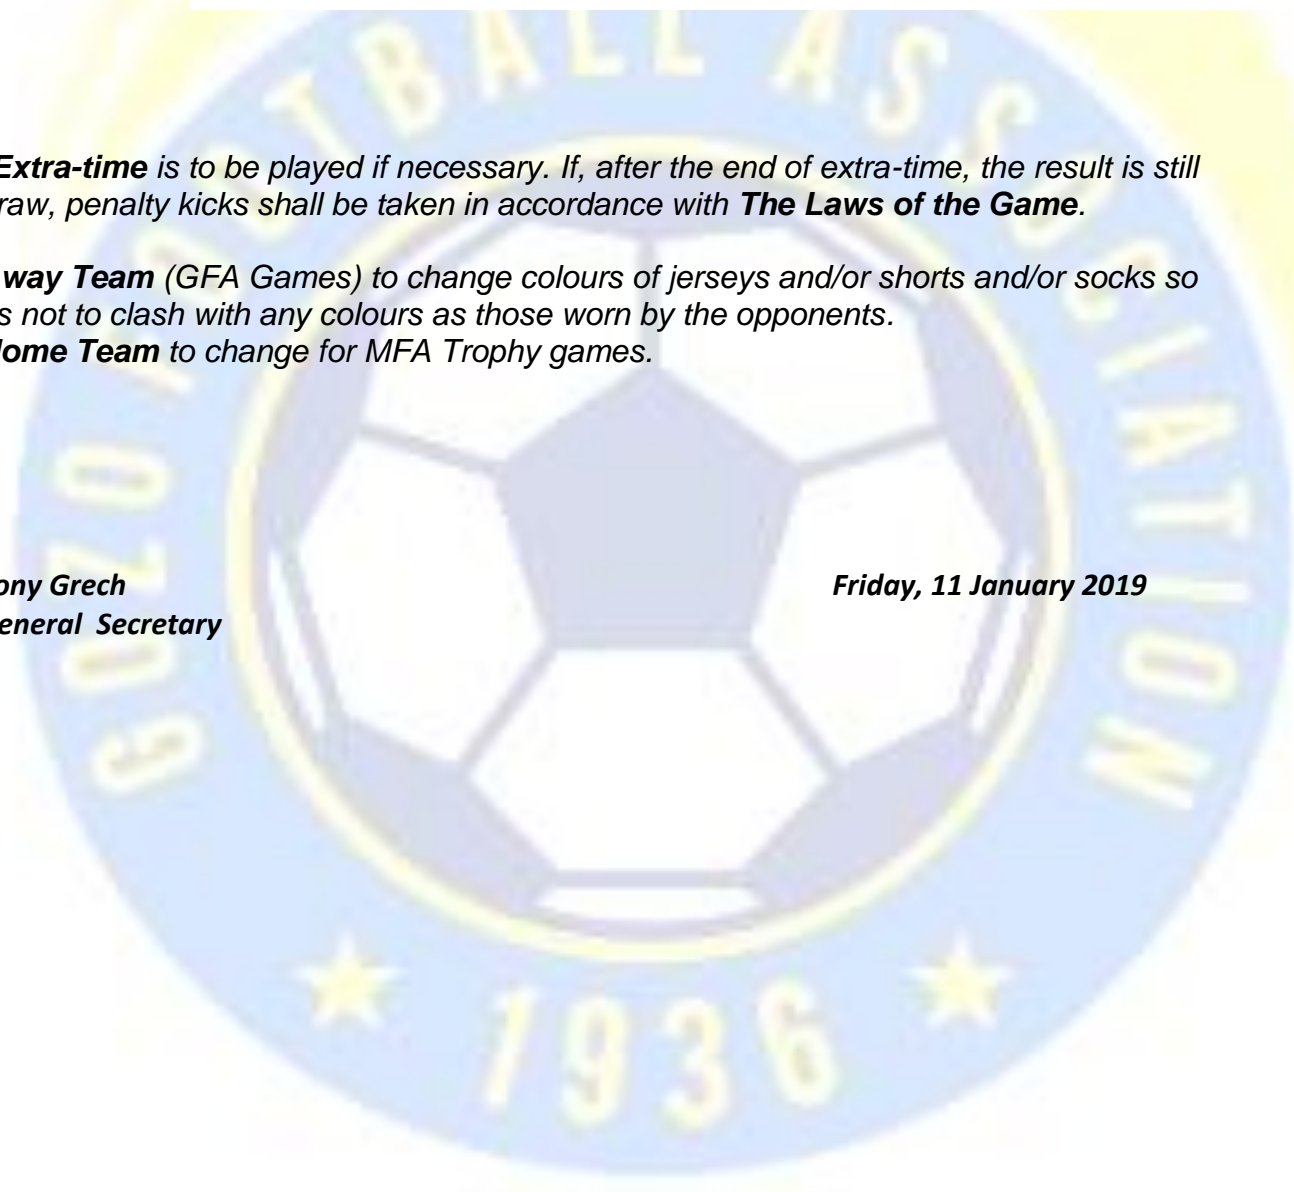 GOZO FOOTBALL ASSOCIATION
Extra-time is to be played if necessary. If, after the end of extra-time, the result is still
raw, penalty kicks shall be taken in accordance with The Laws of the Game.
way Team (GFA Games) to change colours of jerseys and/or shorts and/or socks so
s not to clash with any colours as those worn by the opponents.
ome Team to change for MFA Trophy games.
ony Grech Friday, 11 January 2019
eneral Secretary
1936